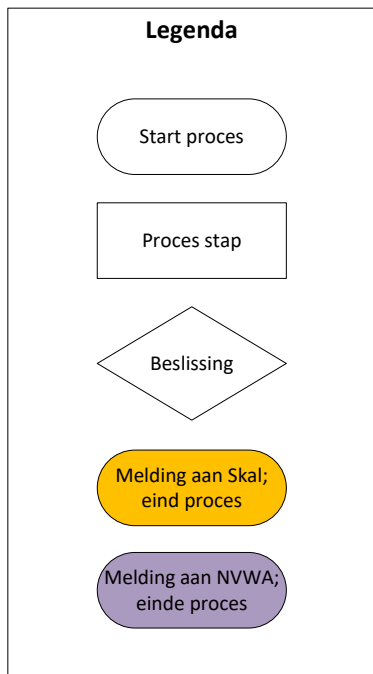 Legenda
Start proces
Proces stap
Beslissing
Melding aan Skal;
eind proces
Melding aan NVWA;
einde proces